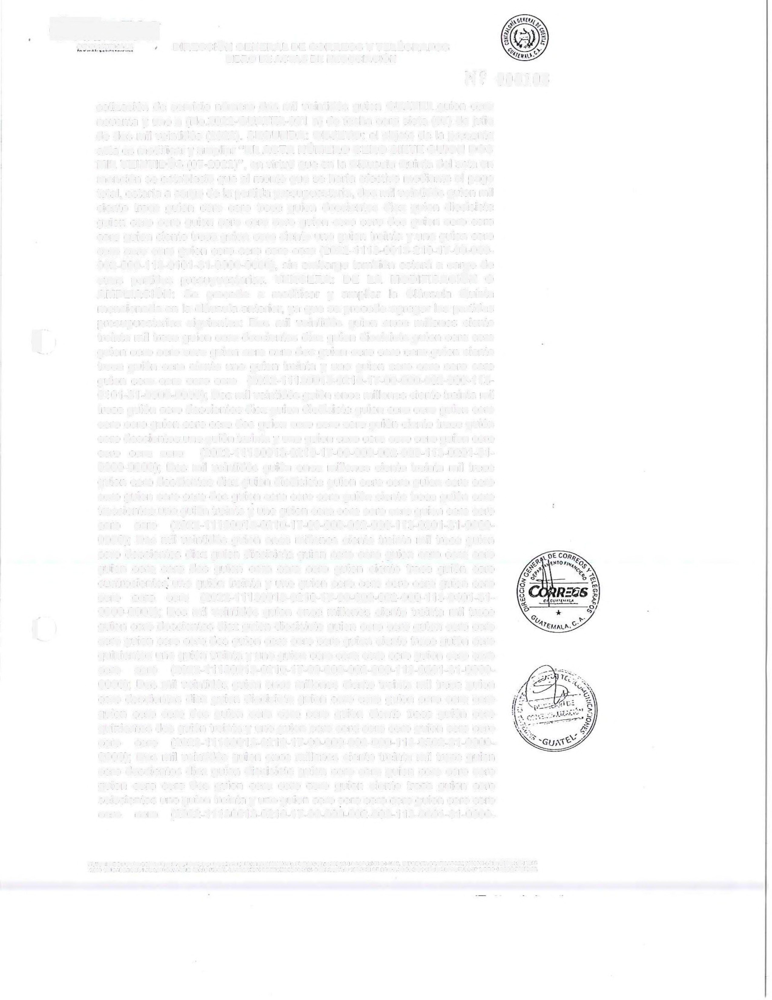 CONTRALORÍA GENERAL DE CUENTAS
GUATEMALA, C.A.
DIRECCIÓN GENERAL DE CORREOS Y TELÉGRAFOS
LIBRO DE ACTAS DE NEGOCIACIÓN
Nº
cotización de servicio número dos mil veintidós guion GUATEL guion cero
noventa y uno a de fecha cero siete (07) de julio
de dos mil veintidós (2022). SEGUNDA: OBJETO: el objeto de la presente
acta es modificar y ampliar "EL ACTA NÚMERO CERO SIETE GUION DOS
MIL VEINTIDÓS (07-2022)", en virtud que en la Cláusula Quinta del acta en
mención se estableció que el monto que se haría efectivo mediante el pago
total, estaría a cargo de la partida presupuestaria, dos mil veintidós guion mil
ciento trece guion cero cero trece guion doscientos diez guion diecisiete
guion cero cero guion cero cero cero guion cero cero dos guion cero cero
cero guion ciento trece guion cero ciento uno guion treinta y uno guion cero
cero cero cero guion cero cero cero cero (2022-1113-0013-210-17-00-000-
002-000-113-0101-31-0000-0000), sin embargo también estará a cargo de
otras partidas presupuestarias. TERCERA: DE LA MODIFICACIÓN O
AMPLIACIÓN: Se procede a modificar y ampliar la Cláusula Quinta
mencionada en la cláusula anterior, ya que se procede agregar las partidas
presupuestarias siguientes: Dos mil veintidós guion once millones ciento
treinta mil trece guion cero doscientos diez guion diecisiete guion cero cero
guion cero cero cero guion cero cero dos guion cero cero cero guion ciento
trece guión cero ciento uno guion treinta y uno guion cero cero cero cero
guion cero cero cero cero (2022-11130013-0210-17-00-000-002-000-113-
0101-31-0000-0000); Dos mil veintidós guión once millones ciento treinta mil
trece guión cero doscientos diez guion diecisiete guion cero cero guion cero
cero cero guion cero cero dos guion cero cero cero guión ciento trece guión
cero doscientos uno guión treinta y uno guion cero cero cero cero guion cero
cero cero cero (2022-11130013-0210-17-00-000-002-000-113-0201-31-
0000-0000); Dos mil veintidós guión once millones ciento treinta mil trece
guion cero doscientos diez guion diecisiete guion cero cero guion cero cero
cero guion cero cero dos guion cero cero cero guión ciento trece guión cero
trescientos uno guión treinta y uno guion cero cero cero cero guion cero cero
cero cero (2022-11130013-0210-17-00-000-002-000-113-0301-31-0000-
0000); Dos mil veintidós guion once millones ciento treinta mil trece guion
cero doscientos diez guion diecisiete guion cero cero guion cero cero cero
guion cero cero dos guion cero cero cero guion ciento trece guión cero
cuatrocientos uno guión treinta y uno guion cero cero cero cero guion cero
cero cero cero (2022-11130013-0210-17-00-000-002-000-113-0401-31-
0000-0000); Dos mil veintidós guion once millones ciento treinta mil trece
guion cero doscientos diez guion diecisiete guion cero cero guion cero cero
cero guion cero cero dos guion cero cero cero guion ciento trece guión cero
quinientos uno guión treinta y uno guion cero cero cero cero guion cero cero
cero cero (2022-11130013-0210-17-00-000-002-000-113-0501-31-0000-
0000); Dos mil veintidós guion once millones ciento treinta mil trece guion
cero doscientos diez guion diecisiete guion cero cero guion cero cero cero
guion cero cero dos guion cero cero cero guion ciento trece guión cero
quinientos dos guión treinta y uno guion cero cero cero cero guion cero cero
cero cero (2022-11130013-0210-17-00-000-002-000-113-0502-31-0000-
0000); Dos mil veintidós guion once millones ciento treinta mil trece guion
cero doscientos diez guion diecisiete guion cero cero guion cero cero cero
guion cero cero dos guion cero cero cero guion ciento trece guion cero
seiscientos uno guion treinta y uno guion cero cero cero cero guion cero cero
cero cero (2022-11130013-0210-17-00-000-002-000-113-0601-31-0000-
DIRECCIÓN GENERAL DE CORREOS Y TELEGRAFOS
DEPARTAMENTO FINANCIERO
CORREOS
DE GUATEMALA
GUATEMALA, C. A.
TELECOMUNICACIONES
DE
COMERCIALIZACIÓN
-GUATEL-